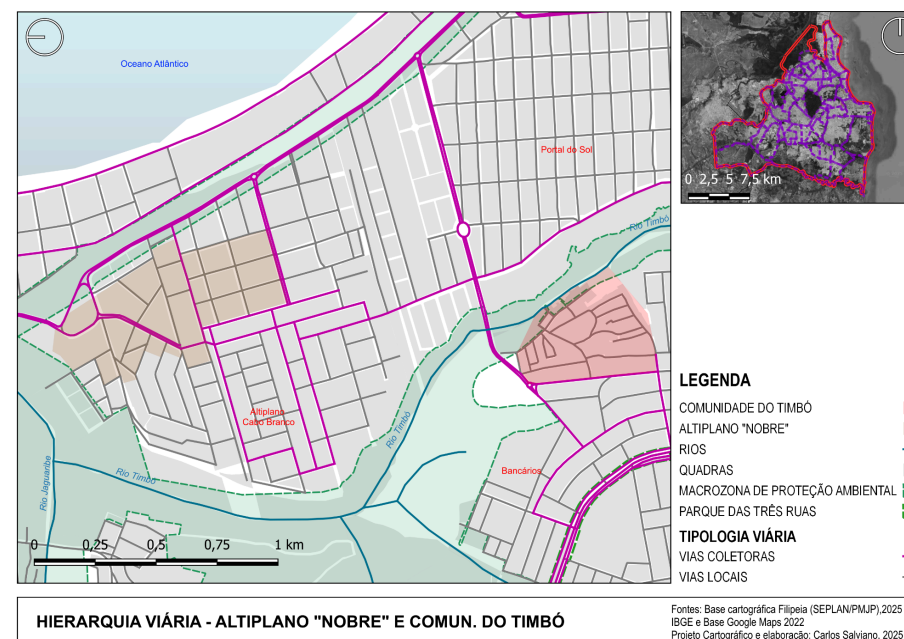 Oceano Atlântico
Portal do Sol
Rio Timbó
Altiplano
Cabo Branco
Rio Timbó
Bancários
Rio Timbó
Rio Jaguaribe
0 0,25 0,5 0,75 1 km
0 2,5 5 7,5 km
LEGENDA
COMUNIDADE DO TIMBÓ
ALTIPLANO "NOBRE"
RIOS
QUADRAS
MACROZONA DE PROTEÇÃO AMBIENTAL
PARQUE DAS TRÊS RUAS
TIPOLOGIA VIÁRIA
VIAS COLETORAS
VIAS LOCAIS
HIERARQUIA VIÁRIA - ALTIPLANO "NOBRE" E COMUN. DO TIMBÓ
Fontes: Base cartográfica Filipeia (SEPLAN/PMJP),2025
IBGE e Base Google Maps 2022
Projeto Cartográfico e elaboração: Carlos Salviano, 2025